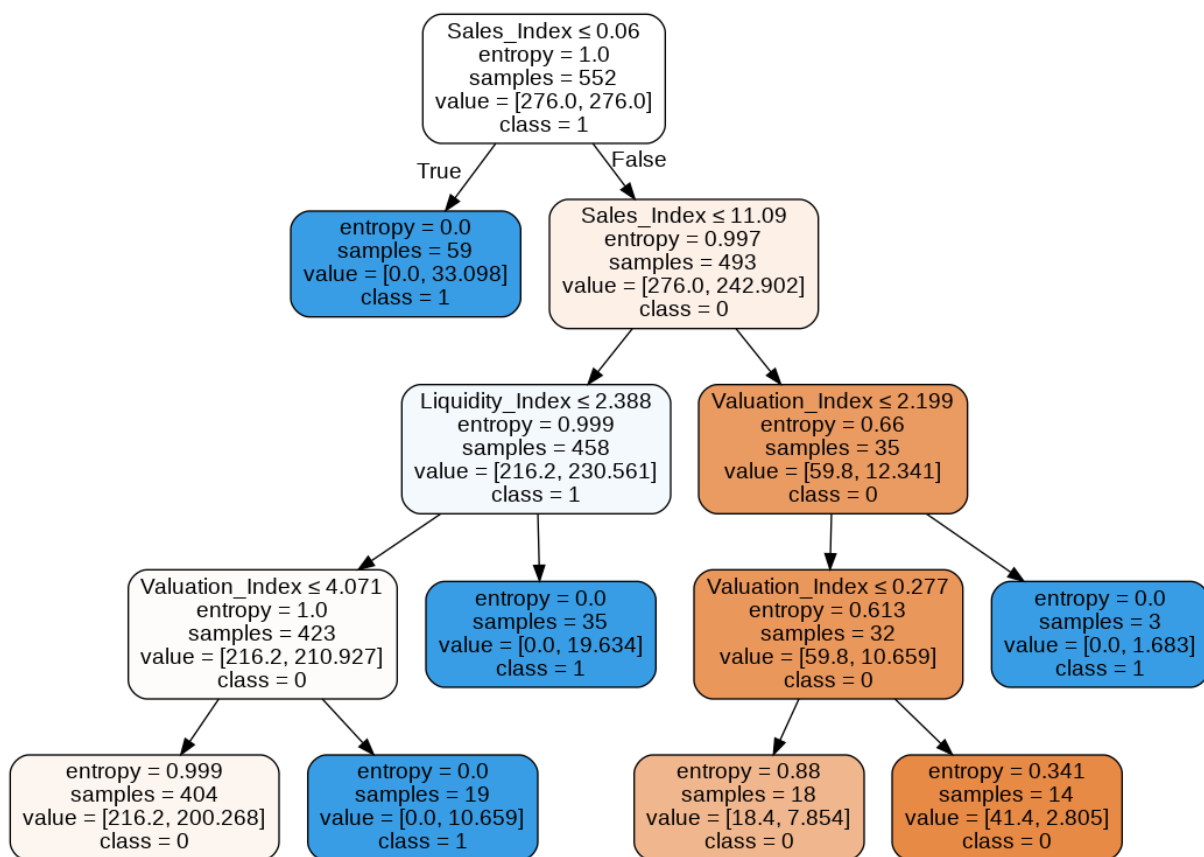 Sales_Index ≤ 0.06
entropy = 1.0
samples = 552
value = [276.0, 276.0]
class = 1
True
False
entropy = 0.0
samples = 59
value = [0.0, 33.098]
class = 1
Sales_Index ≤ 11.09
entropy = 0.997
samples = 493
value = [276.0, 242.902]
class = 0
Liquidity_Index ≤ 2.388
entropy = 0.999
samples = 458
value = [216.2, 230.561]
class = 1
Valuation_Index ≤ 2.199
entropy = 0.66
samples = 35
value = [59.8, 12.341]
class = 0
Valuation_Index ≤ 4.071
entropy = 1.0
samples = 423
value = [216.2, 210.927]
class = 0
entropy = 0.0
samples = 35
value = [0.0, 19.634]
class = 1
Valuation_Index ≤ 0.277
entropy = 0.613
samples = 32
value = [59.8, 10.659]
class = 0
entropy = 0.0
samples = 3
value = [0.0, 1.683]
class = 1
entropy = 0.999
samples = 404
value = [216.2, 200.268]
class = 0
entropy = 0.0
samples = 19
value = [0.0, 10.659]
class = 1
entropy = 0.88
samples = 18
value = [18.4, 7.854]
class = 0
entropy = 0.341
samples = 14
value = [41.4, 2.805]
class = 0